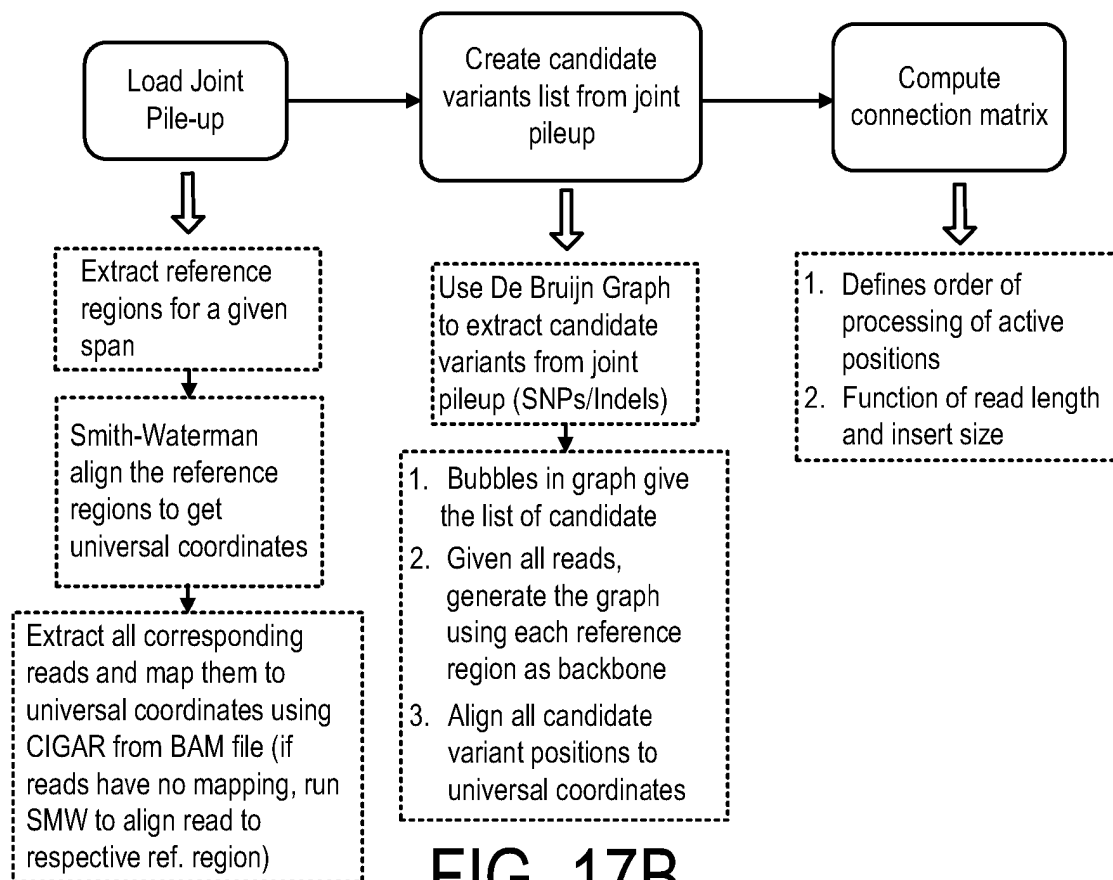 Load Joint
Pile-up
Create candidate
variants list from joint
pileup
Compute
connection matrix
Extract reference
regions for a given
span
Smith-Waterman
align the reference
regions to get
universal coordinates
Extract all corresponding
reads and map them to
universal coordinates using
CIGAR from BAM file (if
reads have no mapping, run
SMW to align read to
respective ref. region)
Use De Bruijn Graph
to extract candidate
variants from joint
pileup (SNPs/Indels)
1. Bubbles in graph give
the list of candidate
2. Given all reads,
generate the graph
using each reference
region as backbone
3. Align all candidate
variant positions to
universal coordinates
1. Defines order of
processing of active
positions
2. Function of read length
and insert size
FIG. 17B